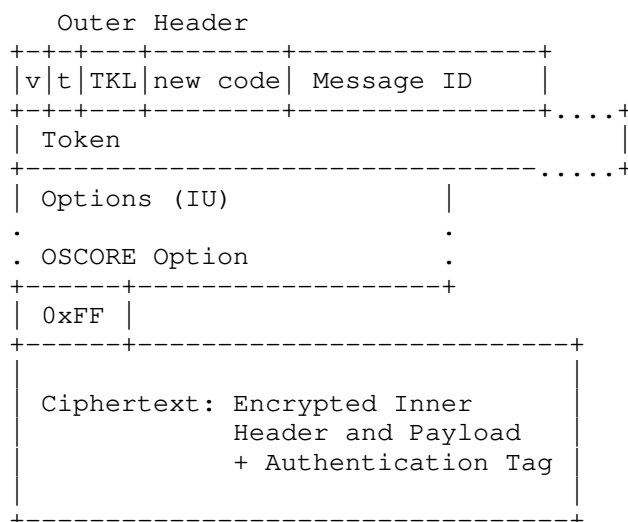 Outer Header
|v|t|TKL|new code| Message ID |
....
| Token |
.....
| Options (IU) |
. .
. OSCORE Option .
| 0xFF |
Ciphertext: Encrypted Inner
Header and Payload
+ Authentication Tag